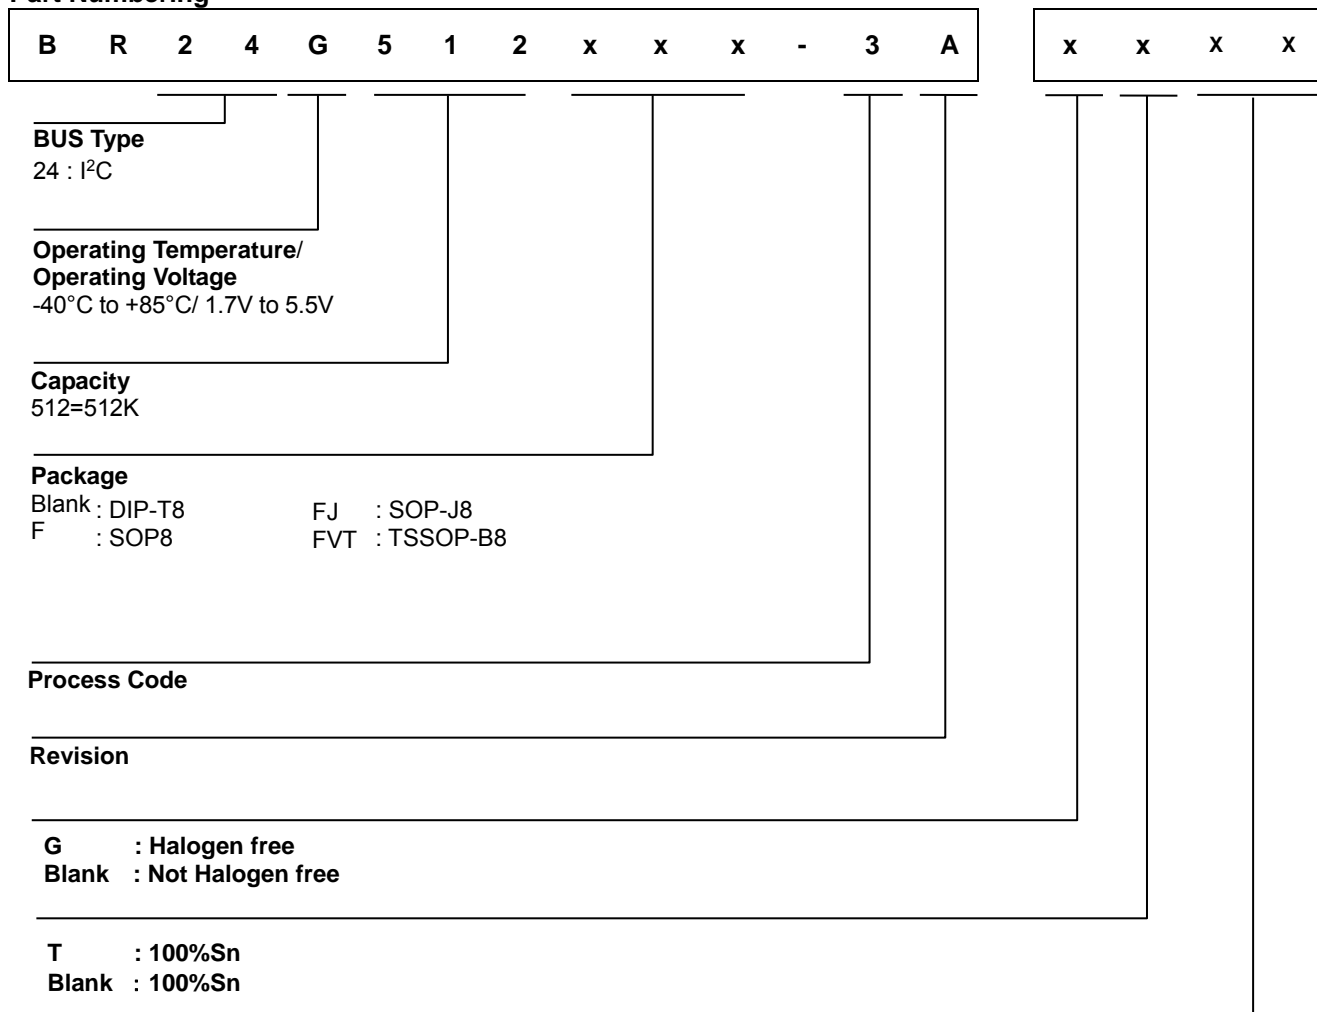 Part Numbering
B R 2 4 G 5 1 2 x x x - 3 A x x x x
BUS Type
24 : I²C
Operating Temperature/
Operating Voltage
-40°C to +85°C/ 1.7V to 5.5V
Capacity
512=512K
Package
Blank : DIP-T8 FJ : SOP-J8
F : SOP8 FVT : TSSOP-B8
Process Code
Revision
G : Halogen free
Blank : Not Halogen free
T : 100%Sn
Blank : 100%Sn